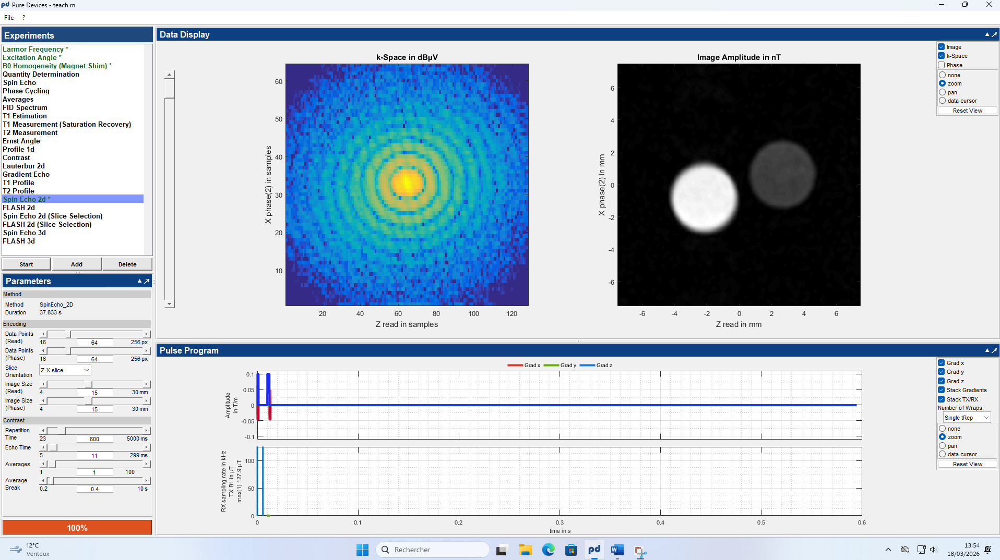 Pure Devices - teach m
File ?
Experiments
Larmor Frequency *
Excitation Angle *
B0 Homogeneity (Magnet Shim) *
Quantity Determination
Spin Echo
Phase Cycling
Averages
FID Spectrum
T1 Estimation
T1 Measurement (Saturation Recovery)
T2 Measurement
Ernst Angle
Profile 1d
Contrast
Lauterbur 2d
Gradient Echo
T1 Profile
T2 Profile
Spin Echo 2d *
FLASH 2d
Spin Echo 2d (Slice Selection)
FLASH 2d (Slice Selection)
Spin Echo 3d
FLASH 3d
Start Add Delete
Parameters
Method
Method SpinEcho_2D
Duration 37.833 s
Encoding
Data Points
(Read) 16 64 256 px
Data Points
(Phase) 16 64 256 px
Slice
Orientation Z-X slice
Image Size
(Read) 4 15 30 mm
Image Size
(Phase) 4 15 30 mm
Contrast
Repetition
Time 23 600 5000 ms
Echo Time
5 11 299 ms
Averages
1 1 100
Average
Break 0.2 0.4 10 s
100%
Data Display
k-Space in dBµV
60
50
40
30
20
10
X phase(2) in samples
20 40 60 80 100 120
Z read in samples
Image Amplitude in nT
6
4
2
0
-2
-4
-6
X phase(2) in mm
-6 -4 -2 0 2 4 6
Z read in mm
Image
k-Space
Phase
none
zoom
pan
data cursor
Reset View
Pulse Program
Grad x Grad y Grad z
0.1
0.05
0
-0.05
-0.1
Amplitude
in T/m
100
50
0
RX sampling rate in kHz
TX B1 in µT
max(1) 127.9 µT
0 0.1 0.2 0.3 0.4 0.5 0.6
time in s
Grad x
Grad y
Grad z
Stack Gradients
Stack TX/RX
Number of Wraps:
Single tRep
none
zoom
pan
data cursor
Reset View
12°C
Venteux
Rechercher
pd
13:54
18/03/2026